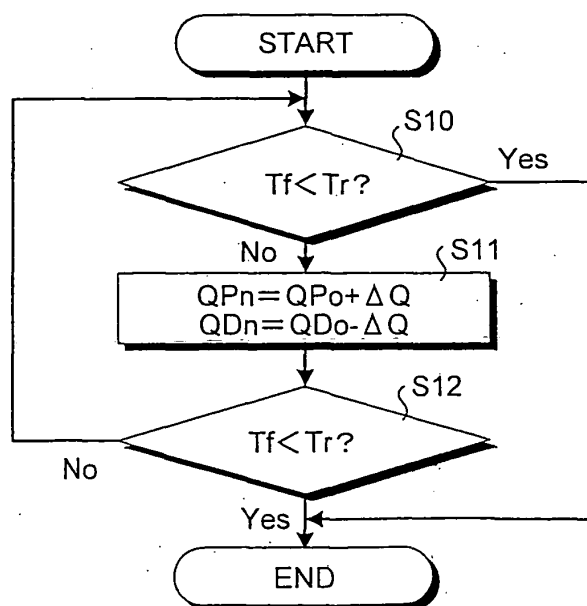 START
S10
Tf<Tr?
Yes
No
S11
QPn=QPo+ΔQ
QDn=QDo-ΔQ
S12
Tf<Tr?
No
Yes
END